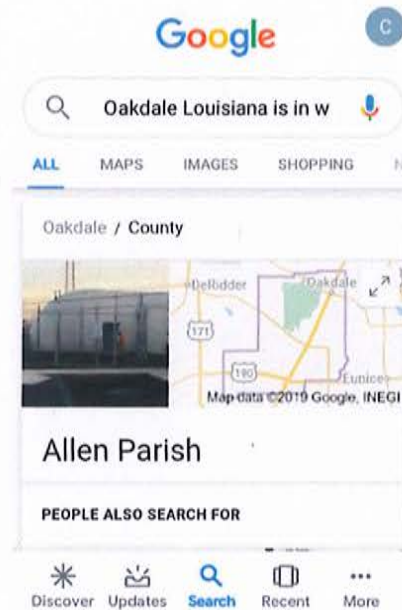 Google
C
Oakdale Louisiana is in w
ALL MAPS IMAGES SHOPPING
Oakdale / County
DeRidder
Oakdale
171
190
Eunice
Map data ©2019 Google, INEGI
Allen Parish
PEOPLE ALSO SEARCH FOR
Discover Updates Search Recent More